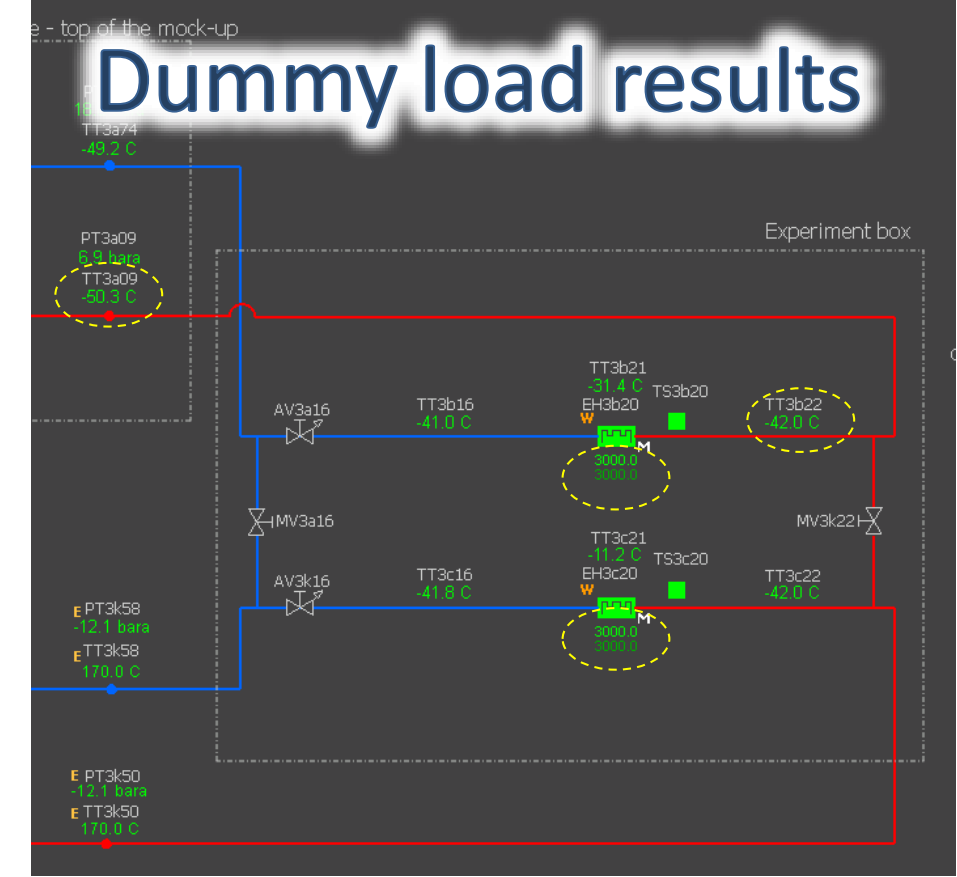 e - top of the mock-up
Dummy load results
TT3a74
-49.2 C
PT3a09
6.9 bara
TT3a09
-50.3 C
Experiment box
TT3b21
-31.4 C
TS3b20
EH3b20
W
AV3a16
TT3b16
-41.0 C
TT3b22
-42.0 C
M
3000.0
3000.0
MV3a16
MV3k22
TT3c21
-11.2 C
TS3c20
EH3c20
W
AV3k16
TT3c16
-41.8 C
TT3c22
-42.0 C
M
3000.0
3000.0
E PT3k58
-12.1 bara
E TT3k58
170.0 C
E PT3k50
-12.1 bara
E TT3k50
170.0 C